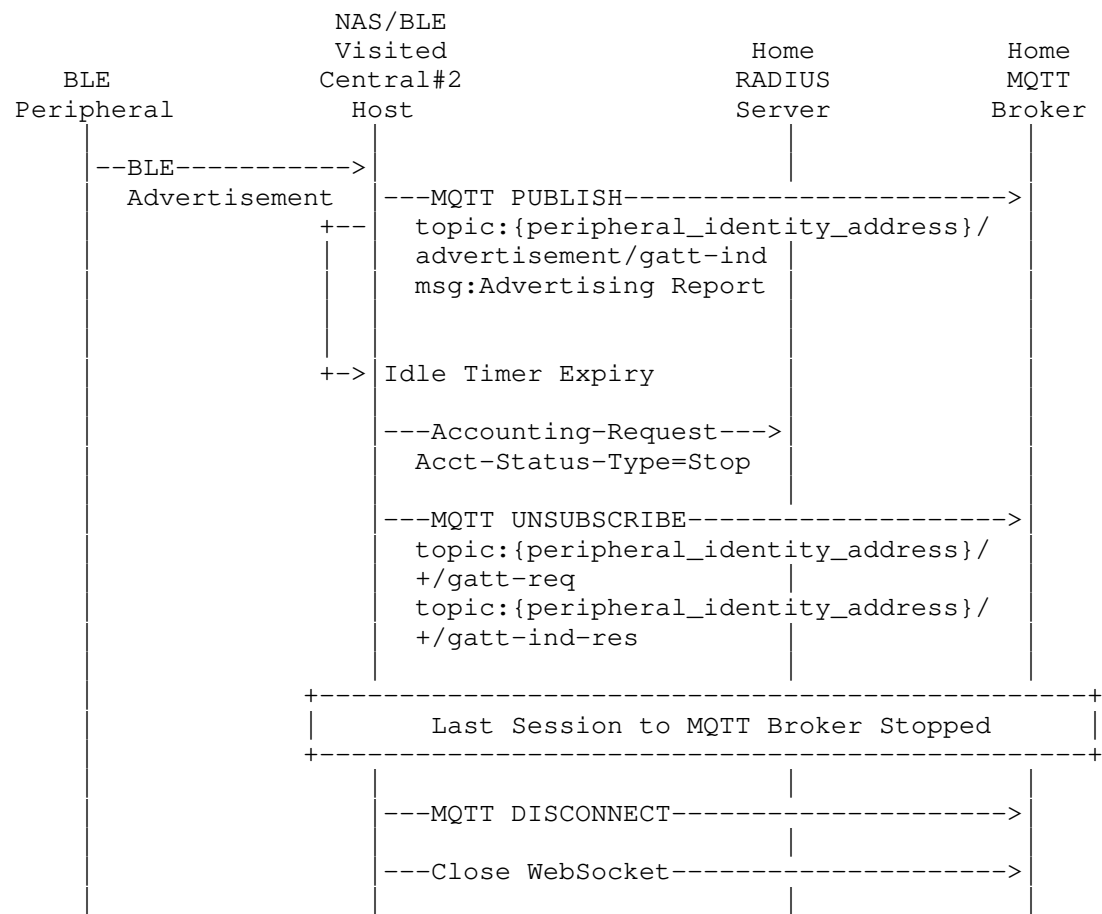 NAS/BLE
Visited Home Home
BLE Central#2 RADIUS MQTT
Peripheral Host Server Broker
--BLE----------->
Advertisement ---MQTT PUBLISH------------------------>
+-- topic:{peripheral_identity_address}/
advertisement/gatt-ind
msg:Advertising Report
+-> Idle Timer Expiry
---Accounting-Request--->
Acct-Status-Type=Stop
---MQTT UNSUBSCRIBE-------------------->
topic:{peripheral_identity_address}/
+/gatt-req
topic:{peripheral_identity_address}/
+/gatt-ind-res
Last Session to MQTT Broker Stopped
---MQTT DISCONNECT--------------------->
---Close WebSocket--------------------->